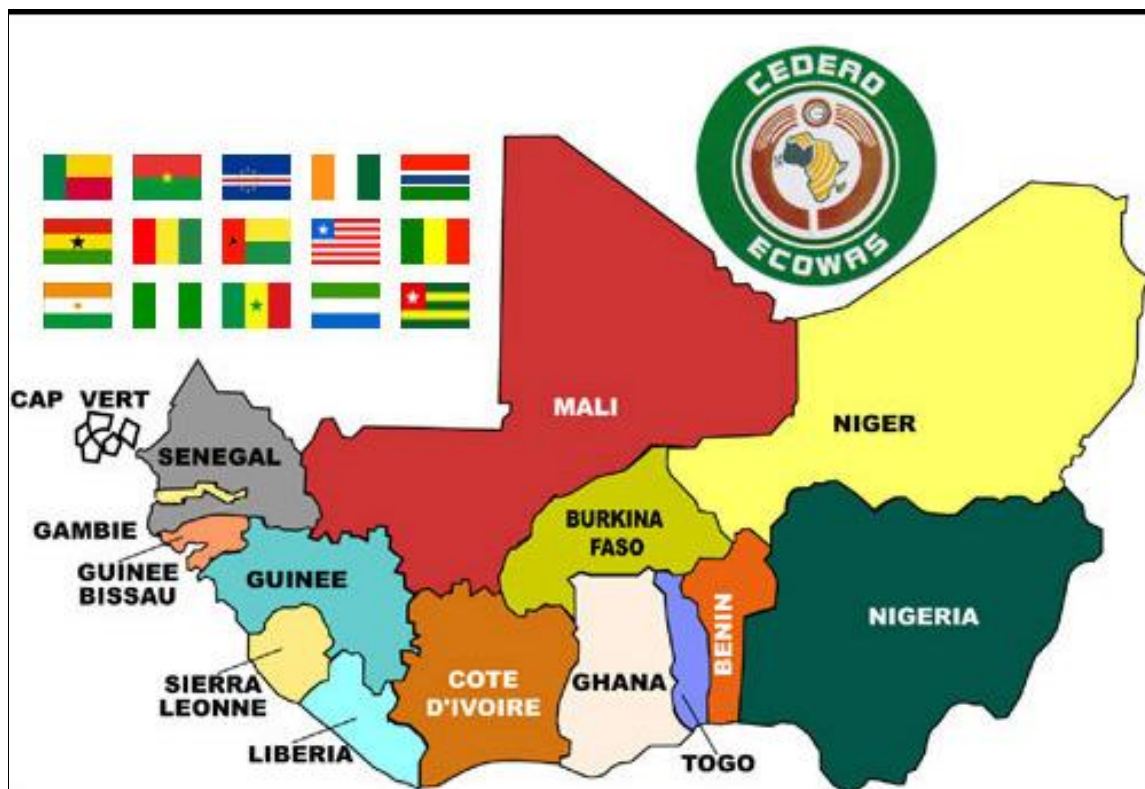 CEDEAO
ECOWAS
CAP VERT
MALI
NIGER
SENEGAL
GAMBIE
GUINEE
BISSAU
GUINEE
BURKINA
FASO
NIGERIA
BENIN
SIERRA
LEONNE
COTE
D'IVOIRE
GHANA
LIBERIA
TOGO